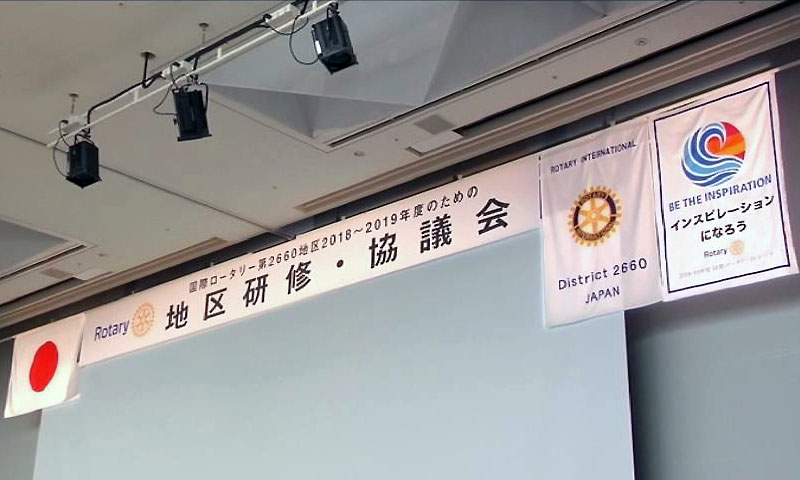 国際ロータリー第2660地区2018～2019年度のための
Rotary
地区研修・協議会
ROTARY INTERNATIONAL
District 2660
JAPAN
BE THE INSPIRATION
インスピレーション
になろう
Rotary